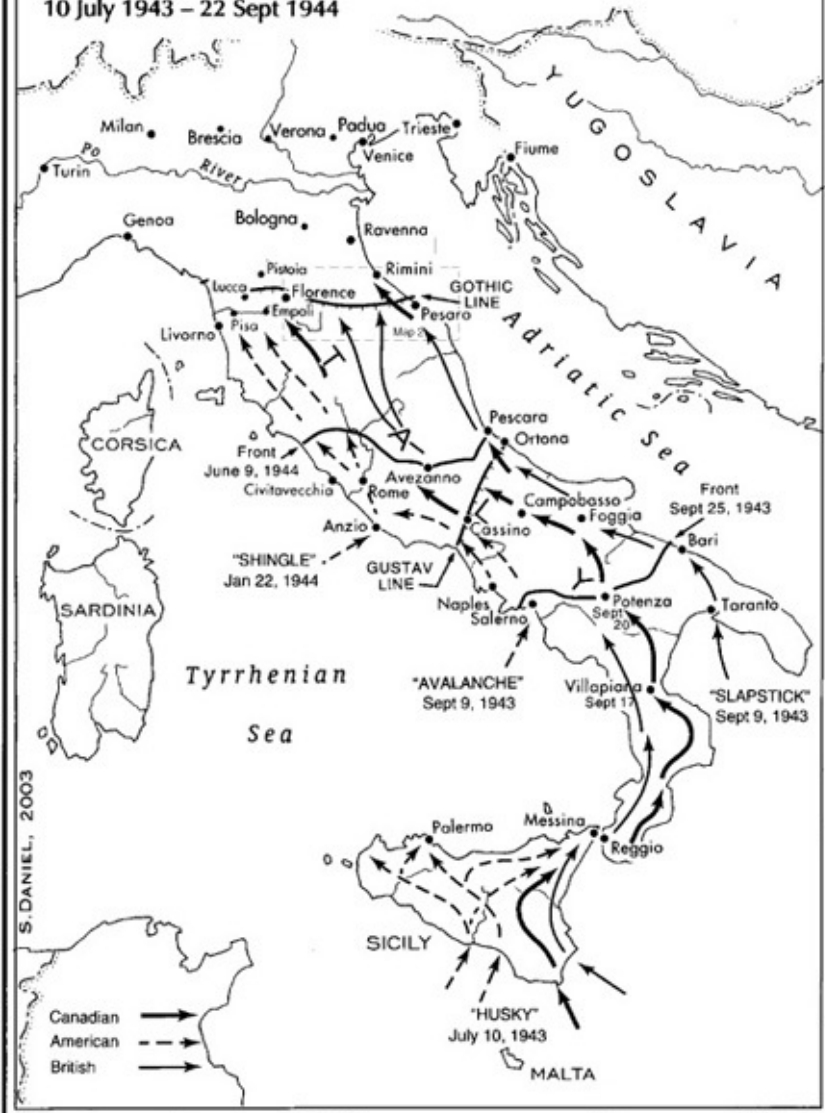 10 July 1943 – 22 Sept 1944
YUGOSLAVIA
Milan
Brescia
Verona
Padua
2
Trieste
Venice
Fiume
Po
River
Turin
Genoa
Bologna
Ravenna
Pistoia
Rimini
Lucca
Florence
GOTHIC
LINE
Empoli
Pisa
Pesaro
Map 2
Livorno
Adriatic Sea
ITALY
CORSICA
Pescara
Ortona
Front
June 9, 1944
Avezanno
Civitavecchia
Rome
Campobasso
Front
Sept 25, 1943
Foggia
Anzio
Cassino
Bari
"SHINGLE"
Jan 22, 1944
GUSTAV
LINE
SARDINIA
Naples
Salerno
Potenza
Sept
20
Toranto
Tyrrhenian
Sea
"AVALANCHE"
Sept 9, 1943
Villapiana
Sept 17
"SLAPSTICK"
Sept 9, 1943
S. DANIEL, 2003
Palermo
Messina
Reggio
SICILY
"HUSKY"
July 10, 1943
MALTA
Canadian
American
British